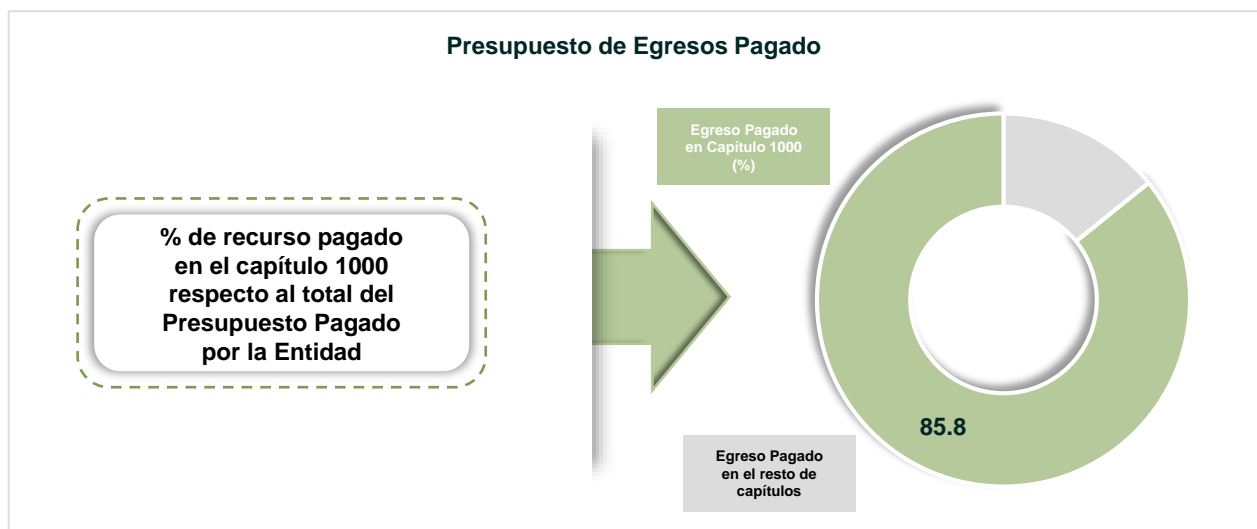 Presupuesto de Egresos Pagado
Egreso Pagado
en Capítulo 1000
(%)
% de recurso pagado
en el capítulo 1000
respecto al total del
Presupuesto Pagado
por la Entidad
85.8
Egreso Pagado
en el resto de
capítulos